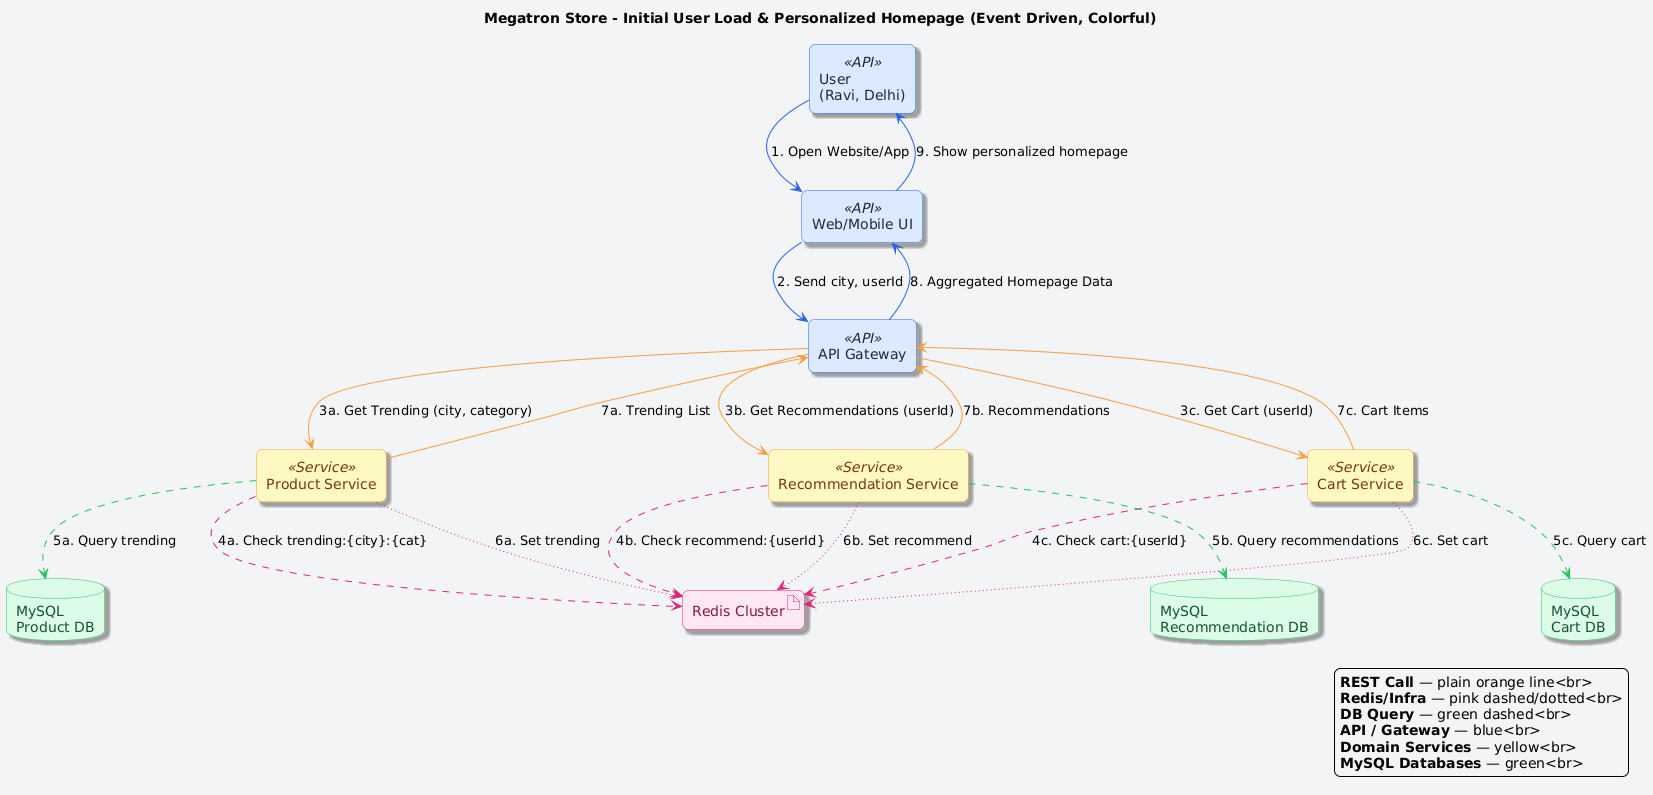 Megatron Store - Initial User Load & Personalized Homepage (Event Driven, Colorful)
«API»
User
(Ravi, Delhi)
1. Open Website/App
9. Show personalized homepage
«API»
Web/Mobile UI
2. Send city, userId
8. Aggregated Homepage Data
«API»
API Gateway
3a. Get Trending (city, category)
7a. Trending List
3b. Get Recommendations (userId)
7b. Recommendations
3c. Get Cart (userId)
7c. Cart Items
«Service»
Product Service
«Service»
Recommendation Service
«Service»
Cart Service
5a. Query trending
4a. Check trending:{city}:{cat}
6a. Set trending
4b. Check recommend:{userId}
6b. Set recommend
4c. Check cart:{userId}
5b. Query recommendations
6c. Set cart
5c. Query cart
MySQL
Product DB
Redis Cluster
MySQL
Recommendation DB
MySQL
Cart DB
REST Call — plain orange line<br>
Redis/Infra — pink dashed/dotted<br>
DB Query — green dashed<br>
API / Gateway — blue<br>
Domain Services — yellow<br>
MySQL Databases — green<br>